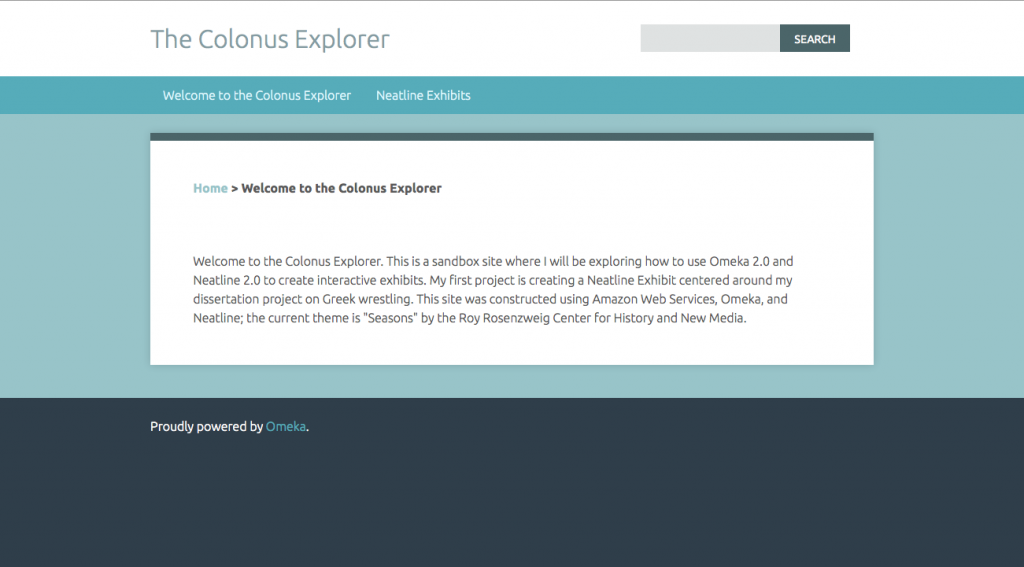 The Colonus Explorer
SEARCH
Welcome to the Colonus Explorer
Neatline Exhibits
Home > Welcome to the Colonus Explorer
Welcome to the Colonus Explorer. This is a sandbox site where I will be exploring how to use Omeka 2.0 and
Neatline 2.0 to create interactive exhibits. My first project is creating a Neatline Exhibit centered around my
dissertation project on Greek wrestling. This site was constructed using Amazon Web Services, Omeka, and
Neatline; the current theme is "Seasons" by the Roy Rosenzweig Center for History and New Media.
Proudly powered by Omeka.